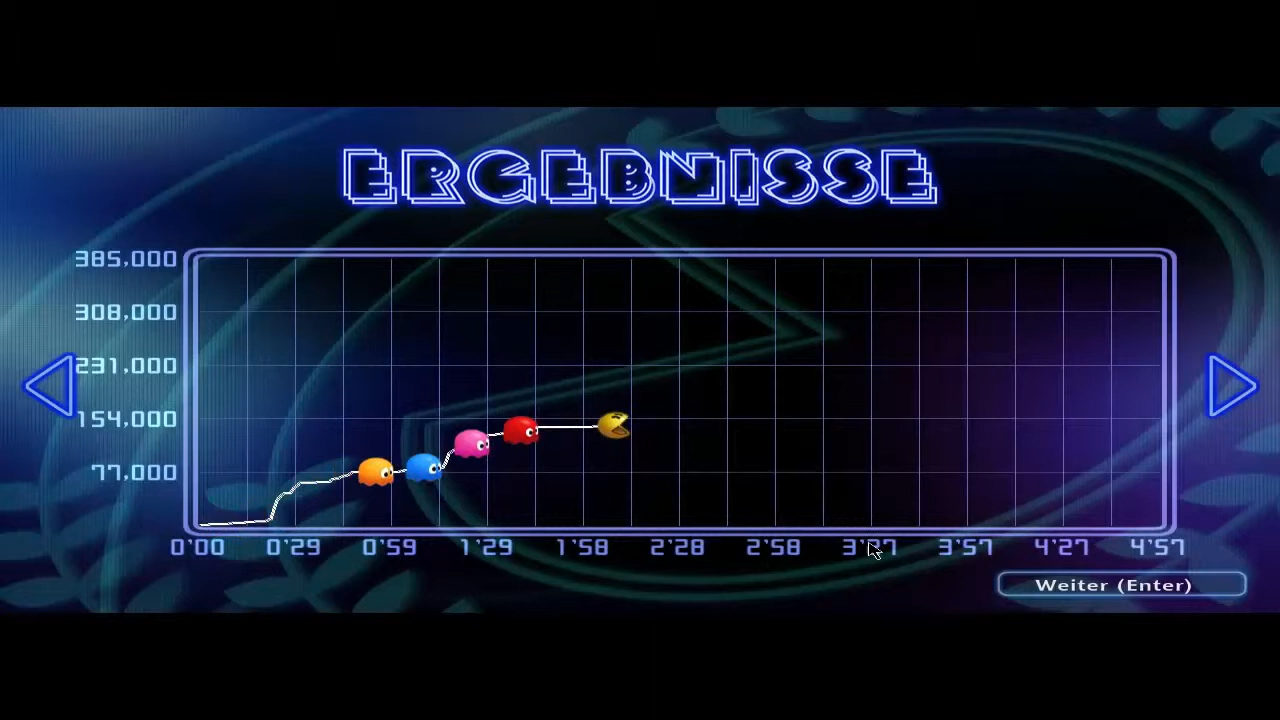 ERGEBNISSE
385,000
308,000
231,000
154,000
77,000
0'00 0'29 0'59 1'29 1'58 2'28 2'58 3'57 4'27 4'57
Weiter (Enter)